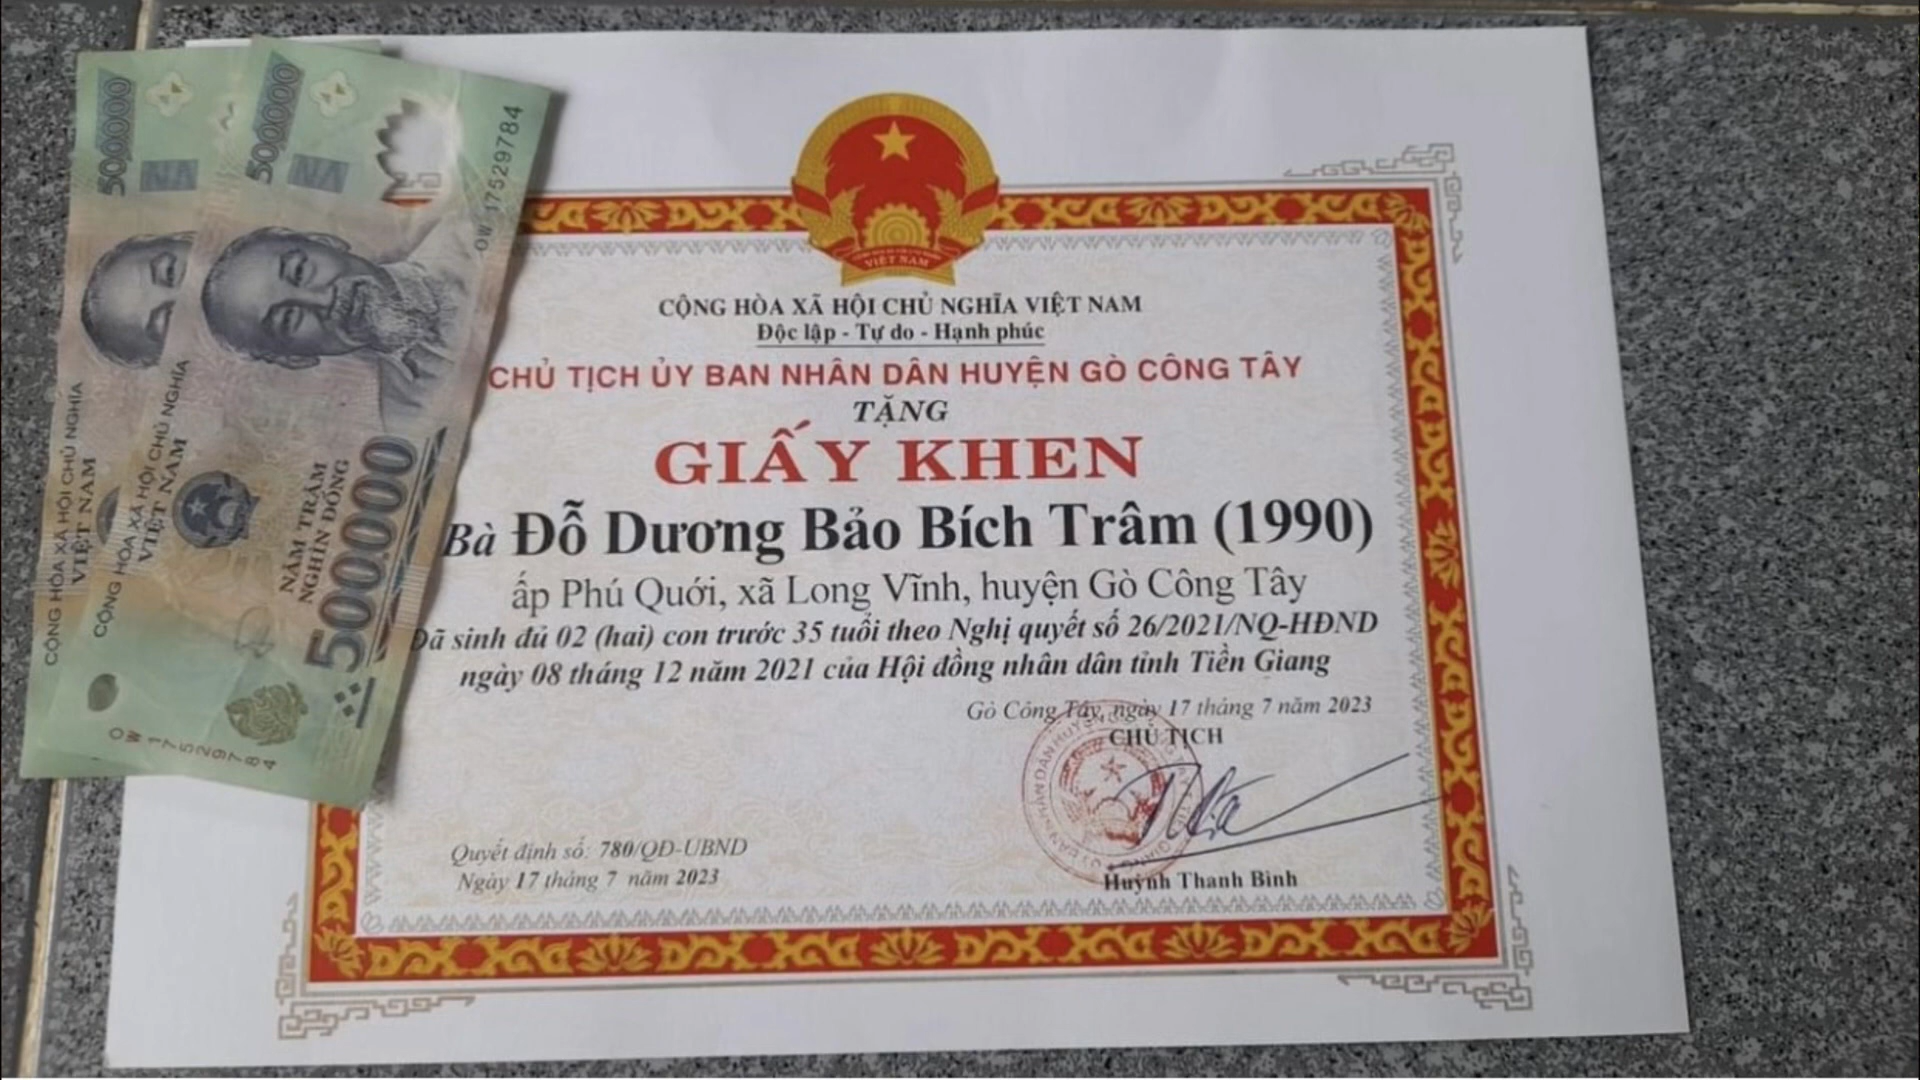 500000
NA
500000
NA
OW 17529784
CỘNG HÒA XÃ HỘI CHỦ NGHĨA
VIỆT NAM
CỘNG HÒA XÃ HỘI CHỦ NGHĨA
VIỆT NAM
NĂM TRĂM
NGHÌN ĐỒNG
500000
OW 17529784
VIỆT NAM
CỘNG HÒA XÃ HỘI CHỦ NGHĨA VIỆT NAM
Độc lập - Tự do - Hạnh phúc
CHỦ TỊCH ỦY BAN NHÂN DÂN HUYỆN GÒ CÔNG TÂY
TẶNG
GIẤY KHEN
Bà Đỗ Dương Bảo Bích Trâm (1990)
ấp Phú Quới, xã Long Vĩnh, huyện Gò Công Tây
Đã sinh đủ 02 (hai) con trước 35 tuổi theo Nghị quyết số 26/2021/NQ-HĐND
ngày 08 tháng 12 năm 2021 của Hội đồng nhân dân tỉnh Tiền Giang
Gò Công Tây, ngày 17 tháng 7 năm 2023
CHỦ TỊCH
Huỳnh Thanh Bình
Quyết định số: 780/QĐ-UBND
Ngày 17 tháng 7 năm 2023